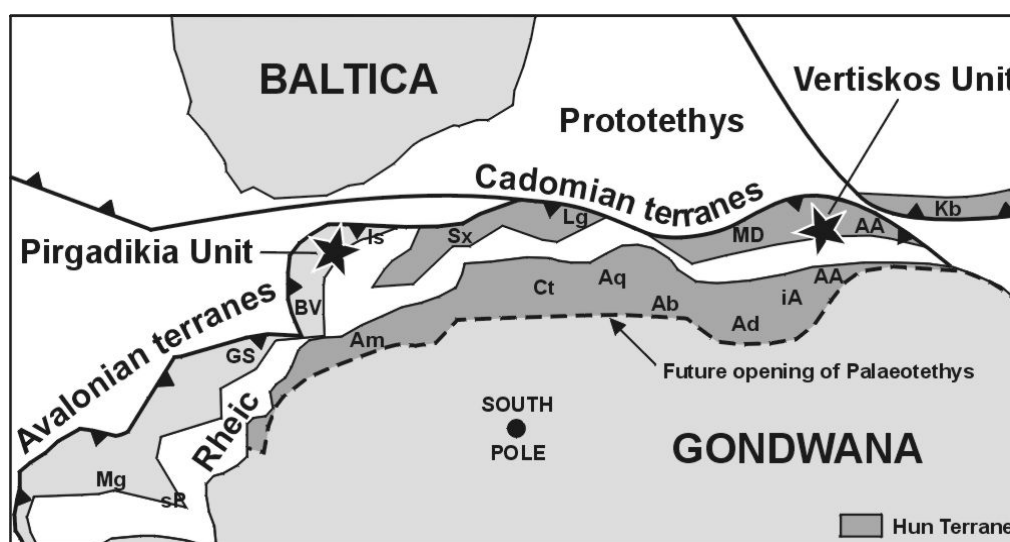 BALTICA
Vertiskos Unit
Prototethys
Cadomian terranes
Pirgadikia Unit
Is
Sx
Lg
MD
AA
Kb
BV
Avalonian terranes
GS
Am
Ct
Aq
Ab
Ad
iA
AA
Future opening of Palaeotethys
Rheic
SOUTH
POLE
GONDWANA
Mg
sR
Hun Terrane